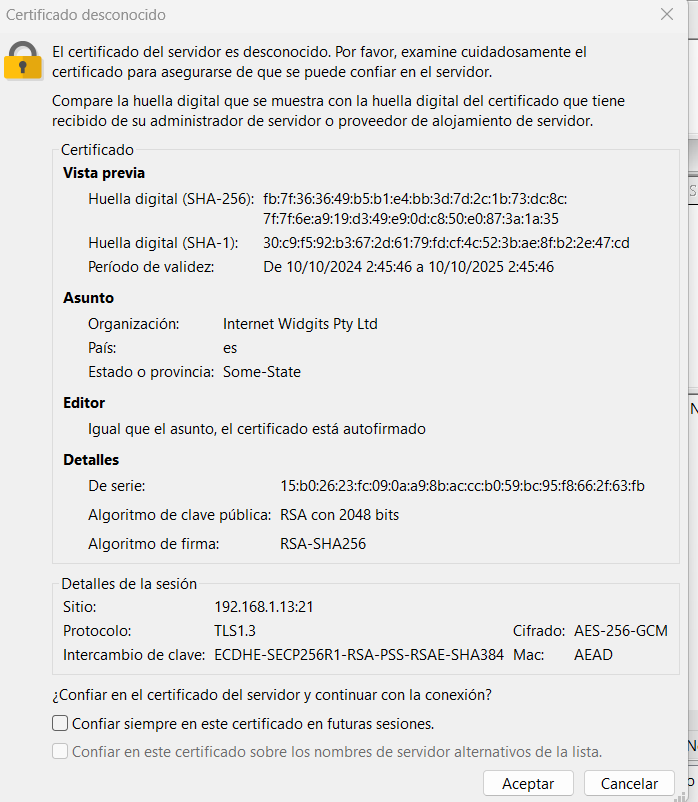 Certificado desconocido
El certificado del servidor es desconocido. Por favor, examine cuidadosamente el
certificado para asegurarse de que se puede confiar en el servidor.
Compare la huella digital que se muestra con la huella digital del certificado que tiene
recibido de su administrador de servidor o proveedor de alojamiento de servidor.
Certificado
Vista previa
Huella digital (SHA-256): fb:7f:36:36:49:b5:b1:e4:bb:3d:7d:2c:1b:73:dc:8c:
7f:7f:6e:a9:19:d3:49:e9:0d:c8:50:e0:87:3a:1a:35
Huella digital (SHA-1): 30:c9:f5:92:b3:67:2d:61:79:fd:cf:4c:52:3b:ae:8f:b2:2e:47:cd
Período de validez: De 10/10/2024 2:45:46 a 10/10/2025 2:45:46
Asunto
Organización: Internet Widgits Pty Ltd
País: es
Estado o provincia: Some-State
Editor
Igual que el asunto, el certificado está autofirmado
Detalles
De serie: 15:b0:26:23:fc:09:0a:a9:8b:ac:cc:b0:59:bc:95:f8:66:2f:63:fb
Algoritmo de clave pública: RSA con 2048 bits
Algoritmo de firma: RSA-SHA256
Detalles de la sesión
Sitio: 192.168.1.13:21
Protocolo: TLS1.3 Cifrado: AES-256-GCM
Intercambio de clave: ECDHE-SECP256R1-RSA-PSS-RSAE-SHA384 Mac: AEAD
¿Confiar en el certificado del servidor y continuar con la conexión?
Confiar siempre en este certificado en futuras sesiones.
Confiar en este certificado sobre los nombres de servidor alternativos de la lista.
Aceptar Cancelar